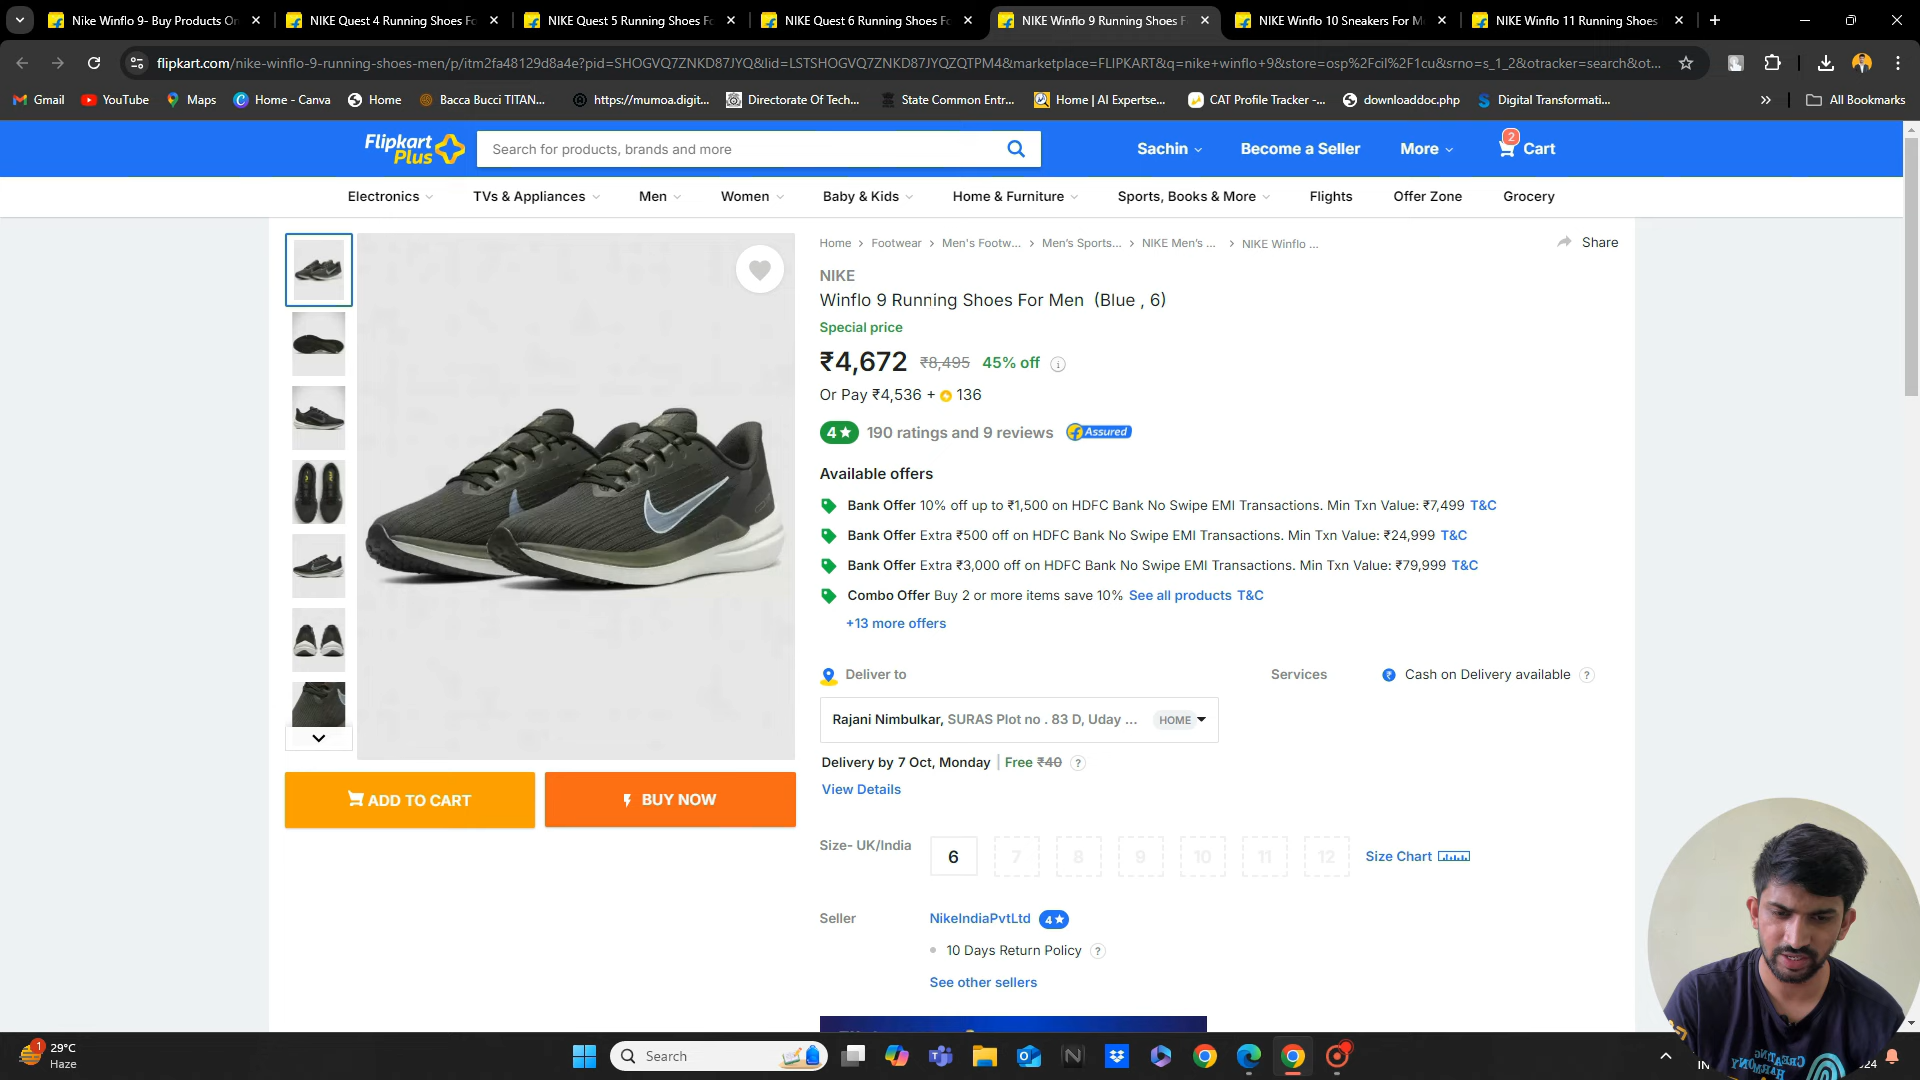 Nike Winflo 9- Buy Products On
NIKE Quest 4 Running Shoes Fo
NIKE Quest 5 Running Shoes Fo
NIKE Quest 6 Running Shoes Fo
NIKE Winflo 9 Running Shoes F
NIKE Winflo 10 Sneakers For M
NIKE Winflo 11 Running Shoes
flipkart.com/nike-winflo-9-running-shoes-men/p/itm2fa48129d8a4e?pid=SHOGVQ7ZNKD87JYQ&lid=LSTSHOGVQ7ZNKD87JYQZQTPM4&marketplace=FLIPKART&q=nike+winflo+9&store=osp%2Fcil%2F1cu&srno=s_1_2&otracker=search&ot...
Gmail
YouTube
Maps
Home - Canva
Home
Bacca Bucci TITAN...
https://mumoa.digit...
Directorate Of Tech...
State Common Entr...
Home | AI Expertse...
CAT Profile Tracker -...
downloaddoc.php
Digital Transformati...
All Bookmarks
Flipkart
Plus
Search for products, brands and more
Sachin
Become a Seller
More
2
Cart
Electronics
TVs & Appliances
Men
Women
Baby & Kids
Home & Furniture
Sports, Books & More
Flights
Offer Zone
Grocery
Home > Footwear > Men's Footw... > Men's Sports... > NIKE Men's ... > NIKE Winflo ...
Share
NIKE
Winflo 9 Running Shoes For Men (Blue , 6)
Special price
₹4,672 ₹8,495 45% off
Or Pay ₹4,536 + 136
4★ 190 ratings and 9 reviews Assured
Available offers
Bank Offer 10% off up to ₹1,500 on HDFC Bank No Swipe EMI Transactions. Min Txn Value: ₹7,499 T&C
Bank Offer Extra ₹500 off on HDFC Bank No Swipe EMI Transactions. Min Txn Value: ₹24,999 T&C
Bank Offer Extra ₹3,000 off on HDFC Bank No Swipe EMI Transactions. Min Txn Value: ₹79,999 T&C
Combo Offer Buy 2 or more items save 10% See all products T&C
+13 more offers
Deliver to
Services
₹ Cash on Delivery available ?
Rajani Nimbulkar, SURAS Plot no . 83 D, Uday ... HOME
Delivery by 7 Oct, Monday | Free ₹40 ?
View Details
ADD TO CART
BUY NOW
Size- UK/India
6 7 8 9 10 11 12
Size Chart
Seller
NikeIndiaPvtLtd 4★
• 10 Days Return Policy ?
See other sellers
CREATING
HARMONY
1
29°C
Haze
Search
IN
24